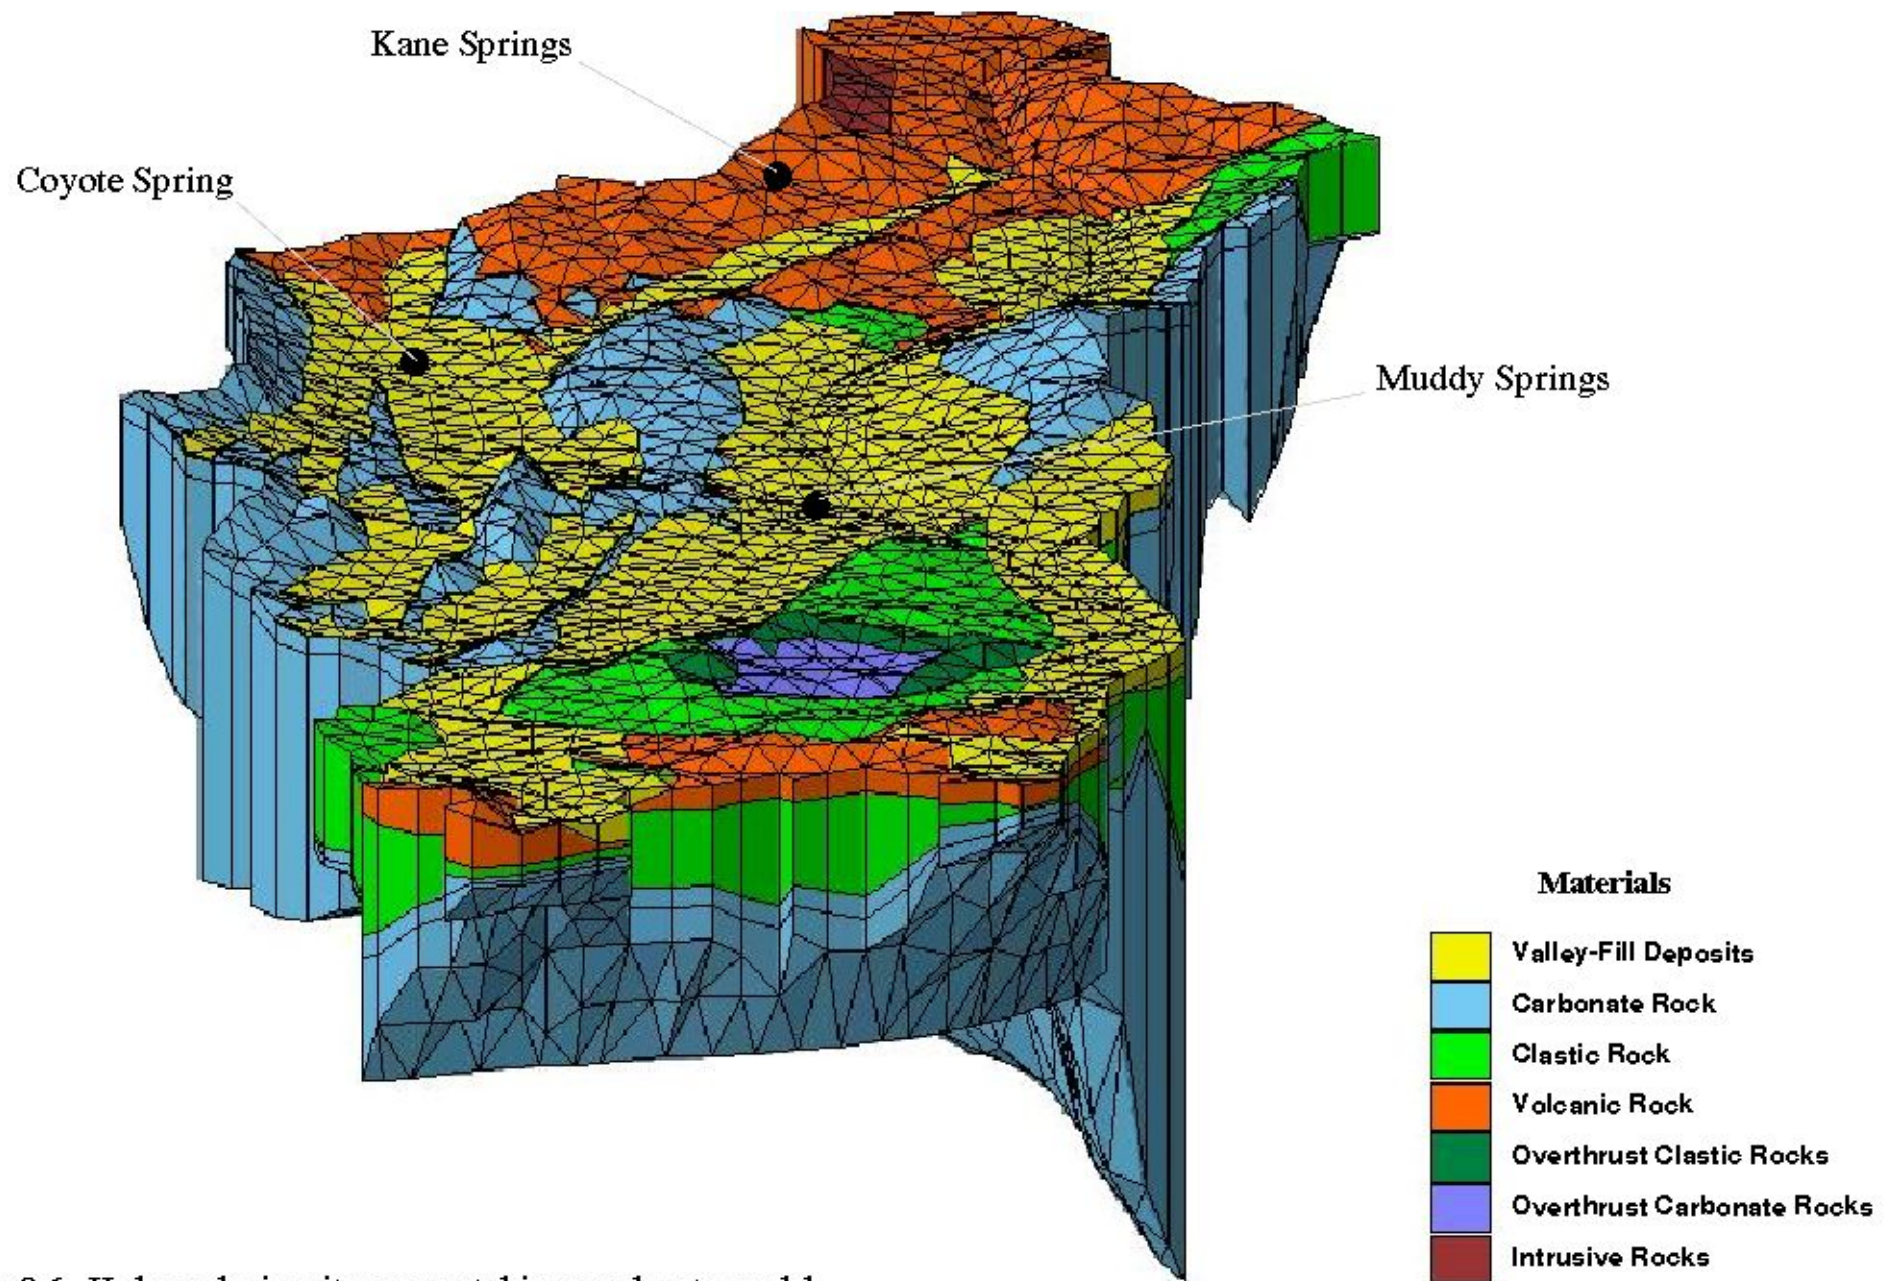 Kane Springs
Coyote Spring
Muddy Springs
Materials
Valley-Fill Deposits
Carbonate Rock
Clastic Rock
Volcanic Rock
Overthrust Clastic Rocks
Overthrust Carbonate Rocks
Intrusive Rocks